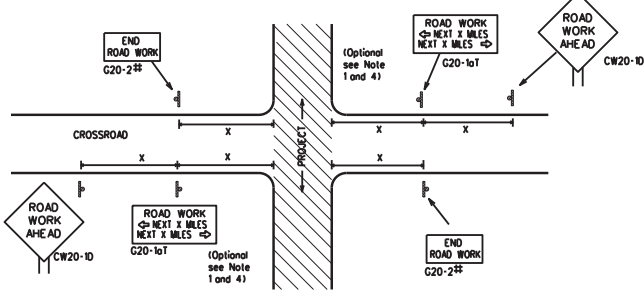 END
ROAD WORK
G20-2#
(Optional
see Note
1 and 4)
ROAD WORK
⇦ NEXT X MILES
NEXT X MILES ⇨
G20-1aT
ROAD
WORK
AHEAD
CW20-1D
X
X
X
CROSSROAD
PROJECT
X
X
X
ROAD
WORK
AHEAD
CW20-1D
ROAD WORK
⇦ NEXT X MILES
NEXT X MILES ⇨
G20-1aT
(Optional
see Note
1 and 4)
END
ROAD WORK
G20-2#